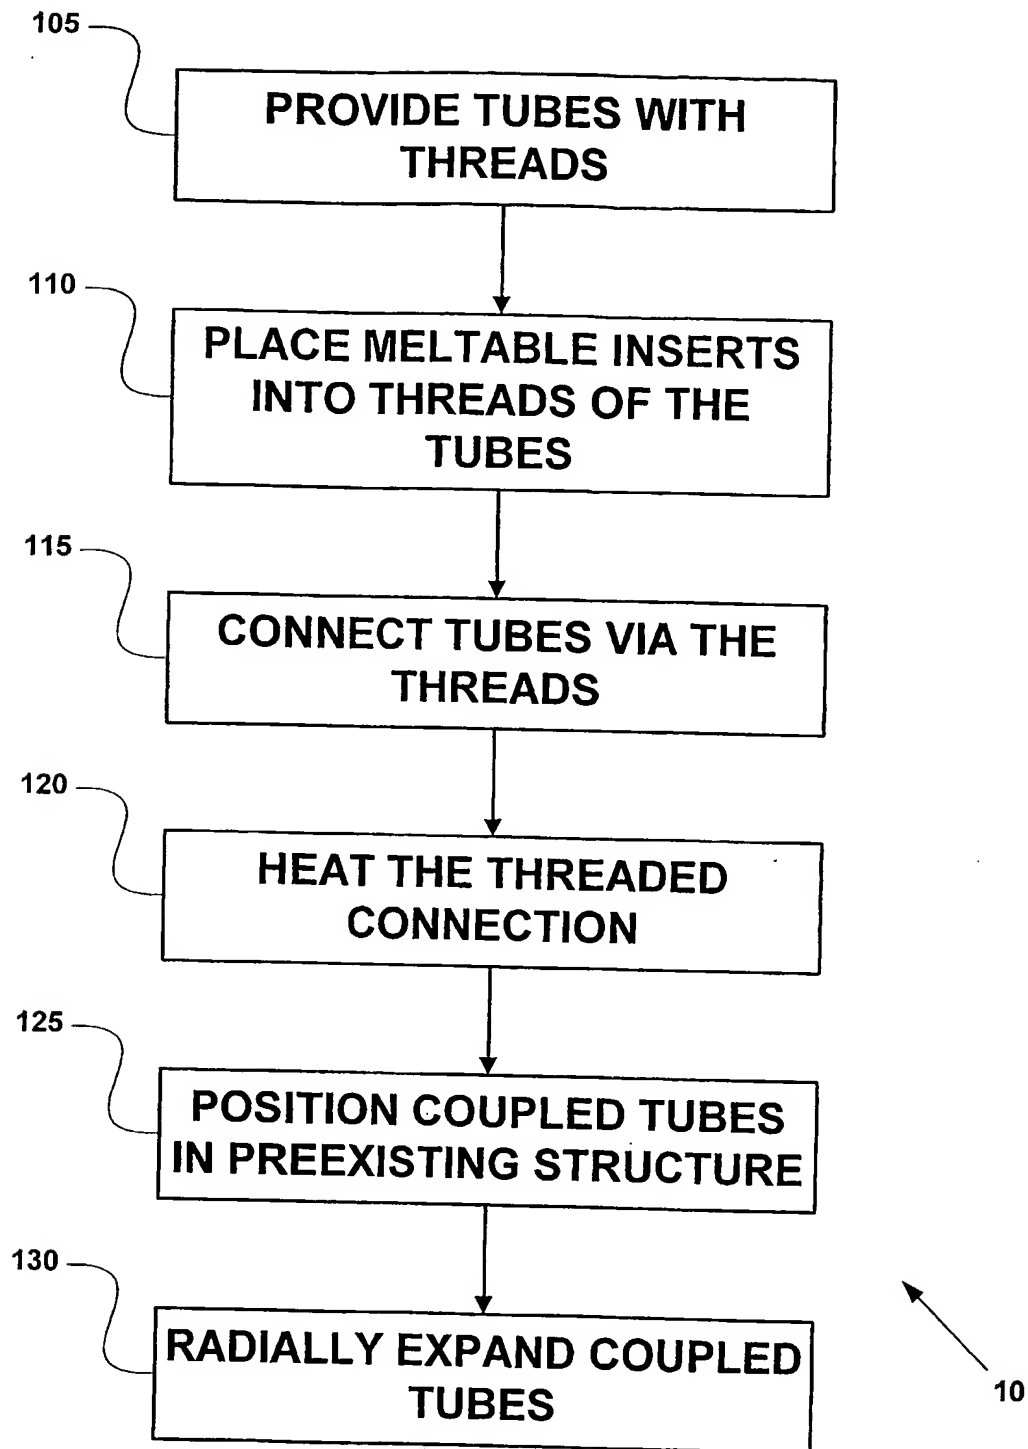 105
PROVIDE TUBES WITH
THREADS
110
PLACE MELTABLE INSERTS
INTO THREADS OF THE
TUBES
115
CONNECT TUBES VIA THE
THREADS
120
HEAT THE THREADED
CONNECTION
125
POSITION COUPLED TUBES
IN PREEXISTING STRUCTURE
130
RADIALLY EXPAND COUPLED
TUBES
10